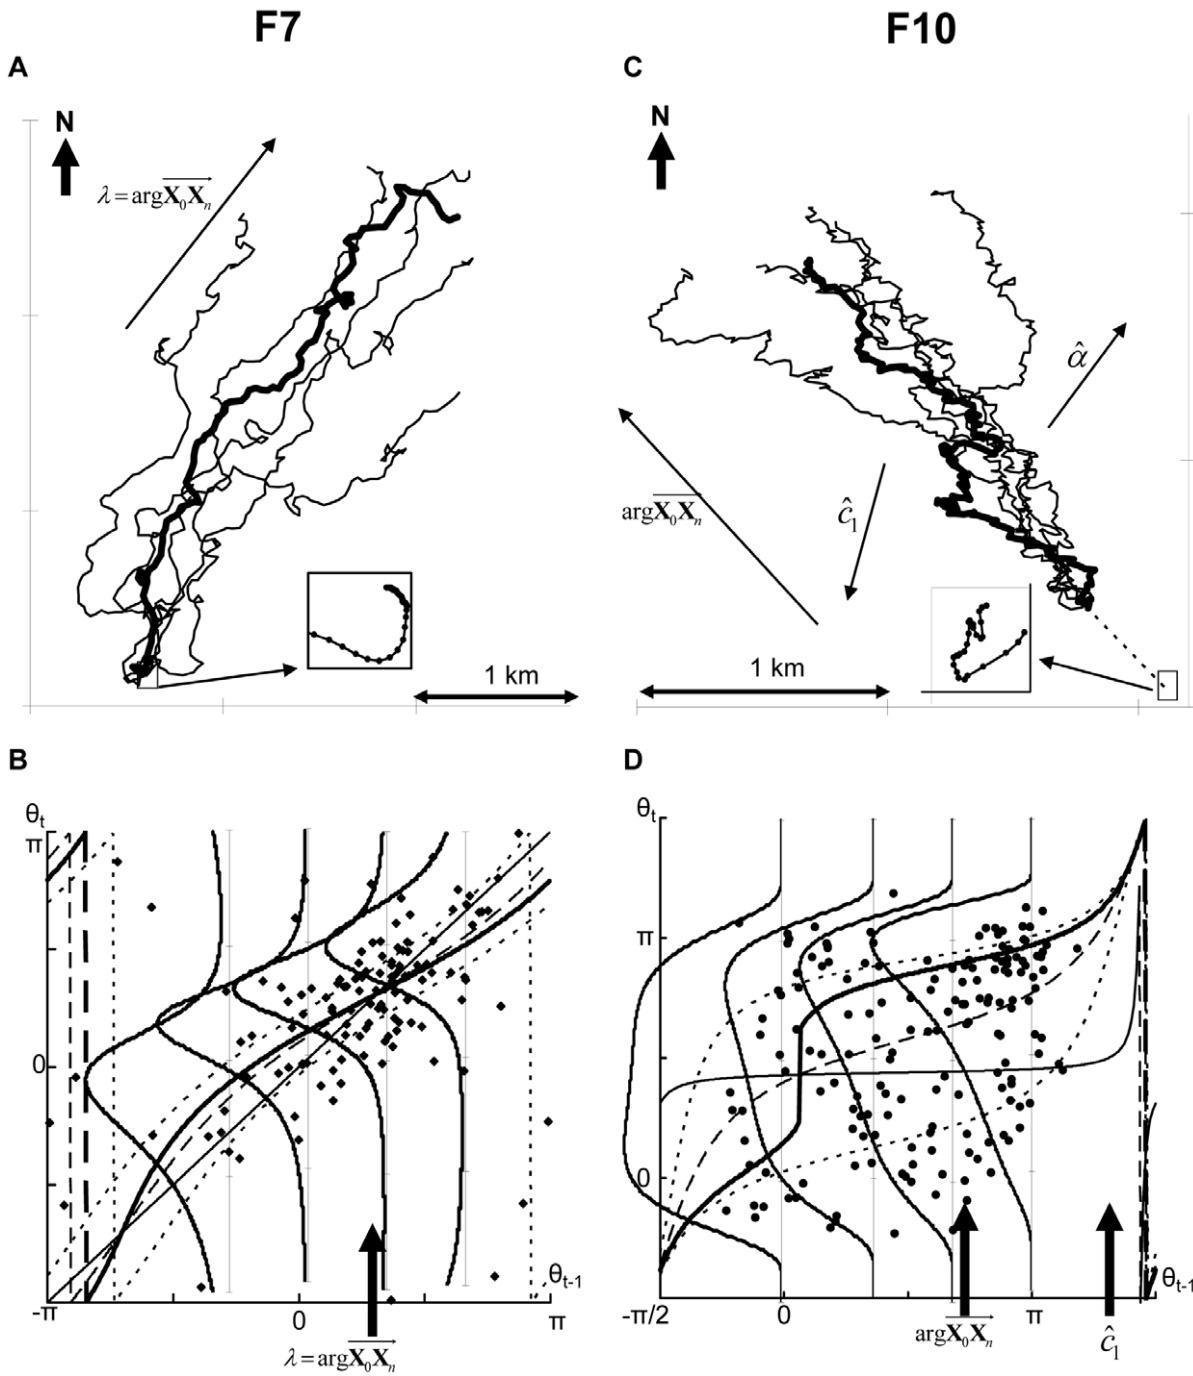 F7
F10
A
N
λ = arg X₀Xₙ
1 km
C
N
α̂
arg X₀Xₙ
ĉ₁
1 km
B
θt
π
0
-π
0
π
θt-1
λ = arg X₀Xₙ
D
θt
π
0
-π/2
0
π
θt-1
arg X₀Xₙ
ĉ₁